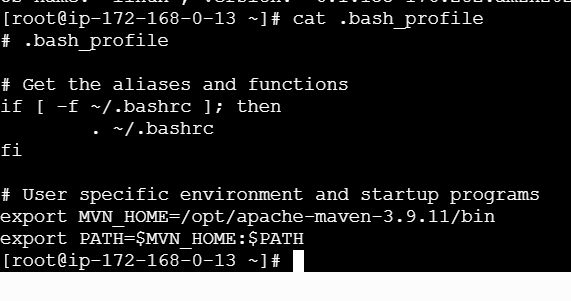 [root@ip-172-168-0-13 ~]# cat .bash_profile
# .bash_profile
# Get the aliases and functions
if [ -f ~/.bashrc ]; then
        . ~/.bashrc
fi
# User specific environment and startup programs
export MVN_HOME=/opt/apache-maven-3.9.11/bin
export PATH=$MVN_HOME:$PATH
[root@ip-172-168-0-13 ~]#